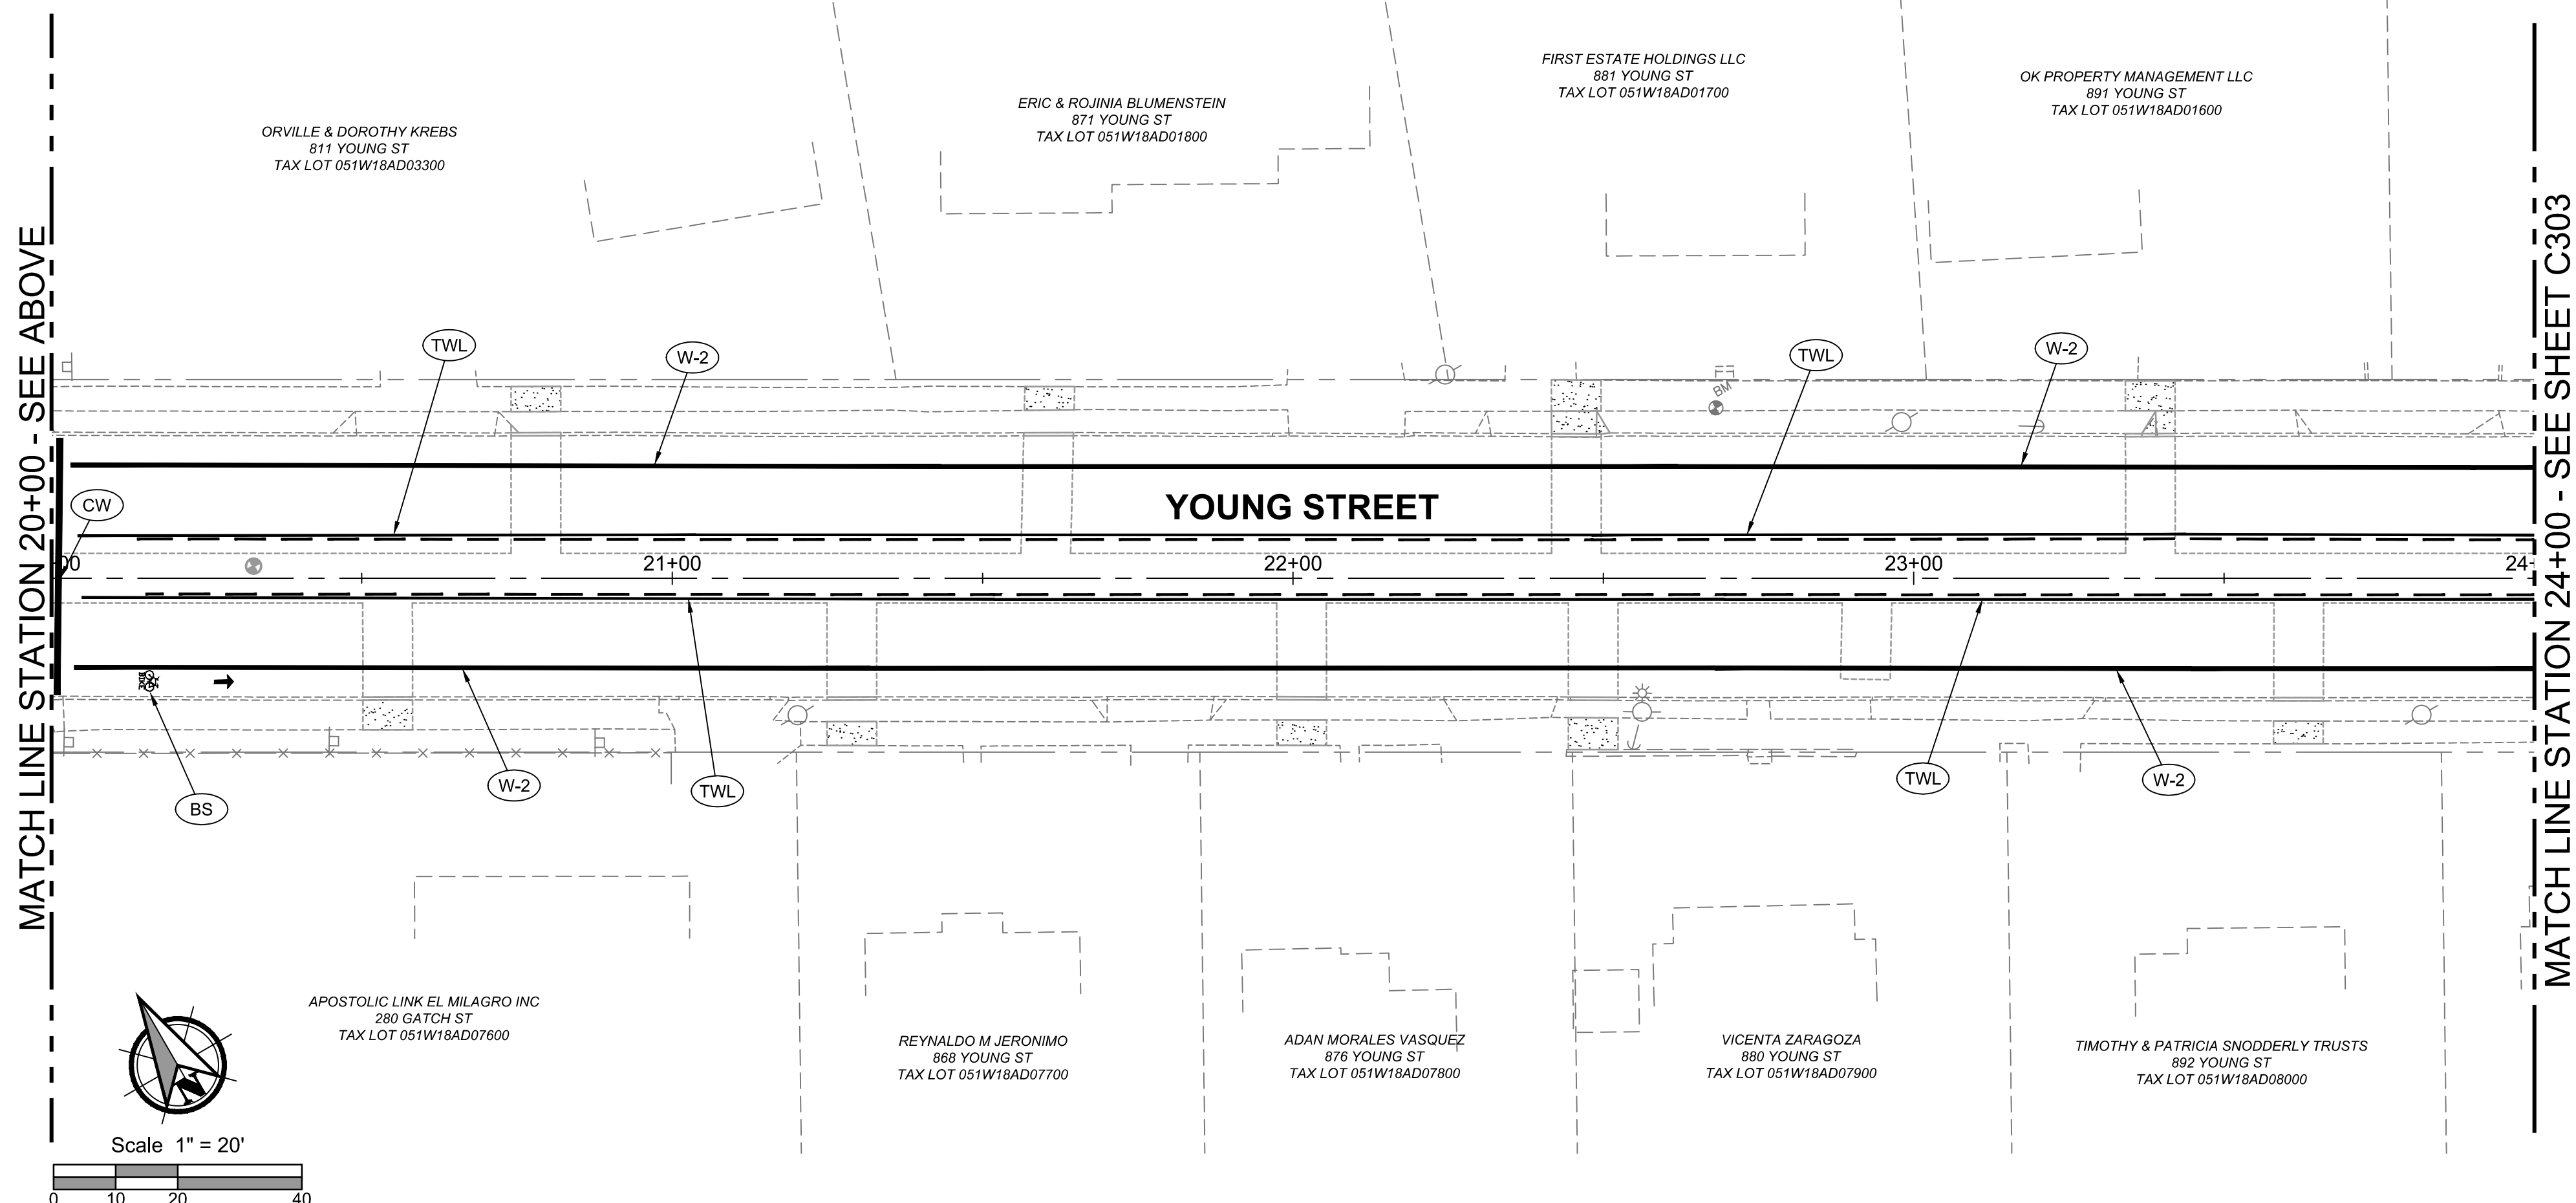 FIRST ESTATE HOLDINGS LLC
881 YOUNG ST
TAX LOT 051W18AD01700
OK PROPERTY MANAGEMENT LLC
891 YOUNG ST
TAX LOT 051W18AD01600
ERIC & ROJINIA BLUMENSTEIN
871 YOUNG ST
TAX LOT 051W18AD01800
ORVILLE & DOROTHY KREBS
811 YOUNG ST
TAX LOT 051W18AD03300
MATCH LINE STATION 20+00 - SEE ABOVE
MATCH LINE STATION 24+00 - SEE SHEET C303
TWL
W-2
TWL
W-2
BM
CW
YOUNG STREET
00
21+00
22+00
23+00
24-
BS
W-2
TWL
TWL
W-2
APOSTOLIC LINK EL MILAGRO INC
280 GATCH ST
TAX LOT 051W18AD07600
REYNALDO M JERONIMO
868 YOUNG ST
TAX LOT 051W18AD07700
ADAN MORALES VASQUEZ
876 YOUNG ST
TAX LOT 051W18AD07800
VICENTA ZARAGOZA
880 YOUNG ST
TAX LOT 051W18AD07900
TIMOTHY & PATRICIA SNODDERLY TRUSTS
892 YOUNG ST
TAX LOT 051W18AD08000
N
Scale 1" = 20'
0 10 20 40